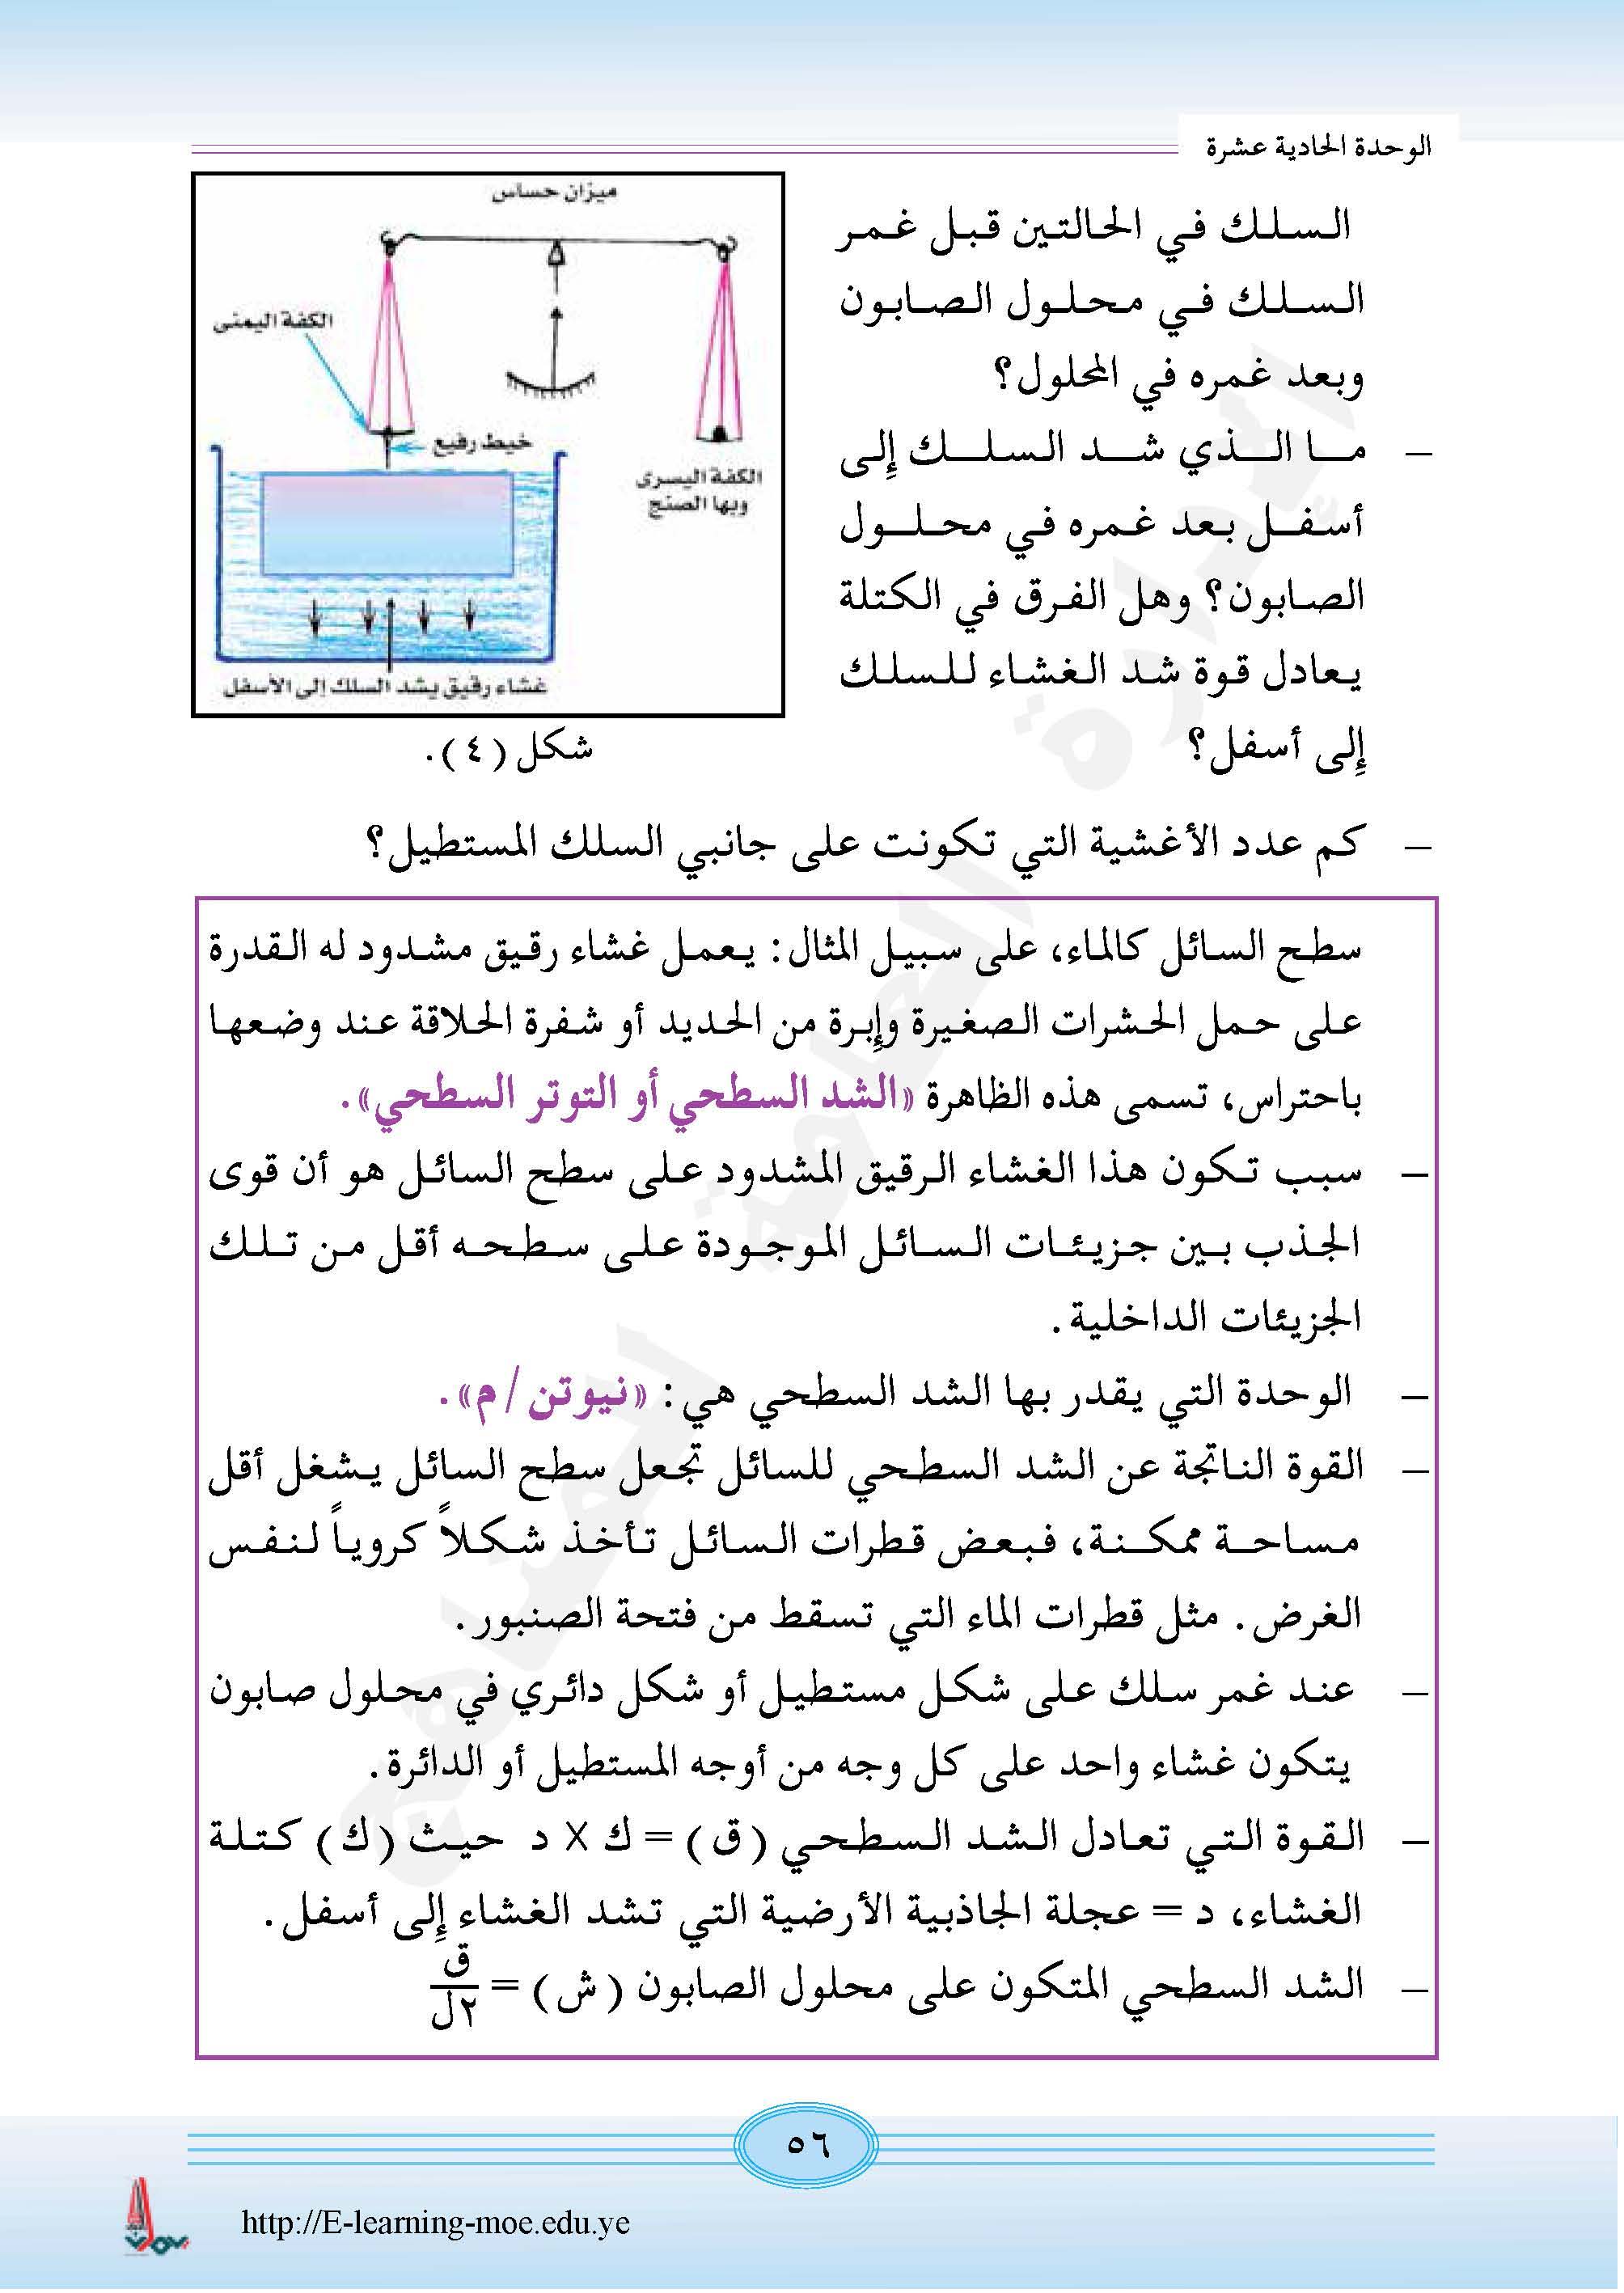 الوحدة الحادية عشرة
السلك في الحالتين قبل غمر
السلك في محلول الصابون
وبعد غمره في المحلول؟
– ما الذي شد السلك إلى
أسفل بعد غمره في محلول
الصابون؟ وهل الفرق في الكتلة
يعادل قوة شد الغشاء للسلك
إلى أسفل؟
ميزان حساس
الكفة اليمنى
خيط رفيع
الكفة اليسرى
وبها الصنج
غشاء رقيق يشد السلك إلى الأسفل
شكل (٤).
– كم عدد الأغشية التي تكونت على جانبي السلك المستطيل؟
سطح السائل كالماء، على سبيل المثال: يعمل غشاء رقيق مشدود له القدرة
على حمل الحشرات الصغيرة وإبرة من الحديد أو شفرة الحلاقة عند وضعها
باحتراس، تسمى هذه الظاهرة «الشد السطحي أو التوتر السطحي».
– سبب تكون هذا الغشاء الرقيق المشدود على سطح السائل هو أن قوى
الجذب بين جزيئات السائل الموجودة على سطحه أقل من تلك
الجزيئات الداخلية.
– الوحدة التي يقدر بها الشد السطحي هي: «نيوتن/م».
– القوة الناتجة عن الشد السطحي للسائل تجعل سطح السائل يشغل أقل
مساحة ممكنة، فبعض قطرات السائل تأخذ شكلاً كروياً لنفس
الغرض. مثل قطرات الماء التي تسقط من فتحة الصنبور.
– عند غمر سلك على شكل مستطيل أو شكل دائري في محلول صابون
يتكون غشاء واحد على كل وجه من أوجه المستطيل أو الدائرة.
– القوة التي تعادل الشد السطحي (ق) = ك X د حيث (ك) كتلة
الغشاء، د = عجلة الجاذبية الأرضية التي تشد الغشاء إلى أسفل.
– الشد السطحي المتكون على محلول الصابون (ش) = ق / ٢ل
٥٦
http://E-learning-moe.edu.ye
الإدارة العامة للمناهج